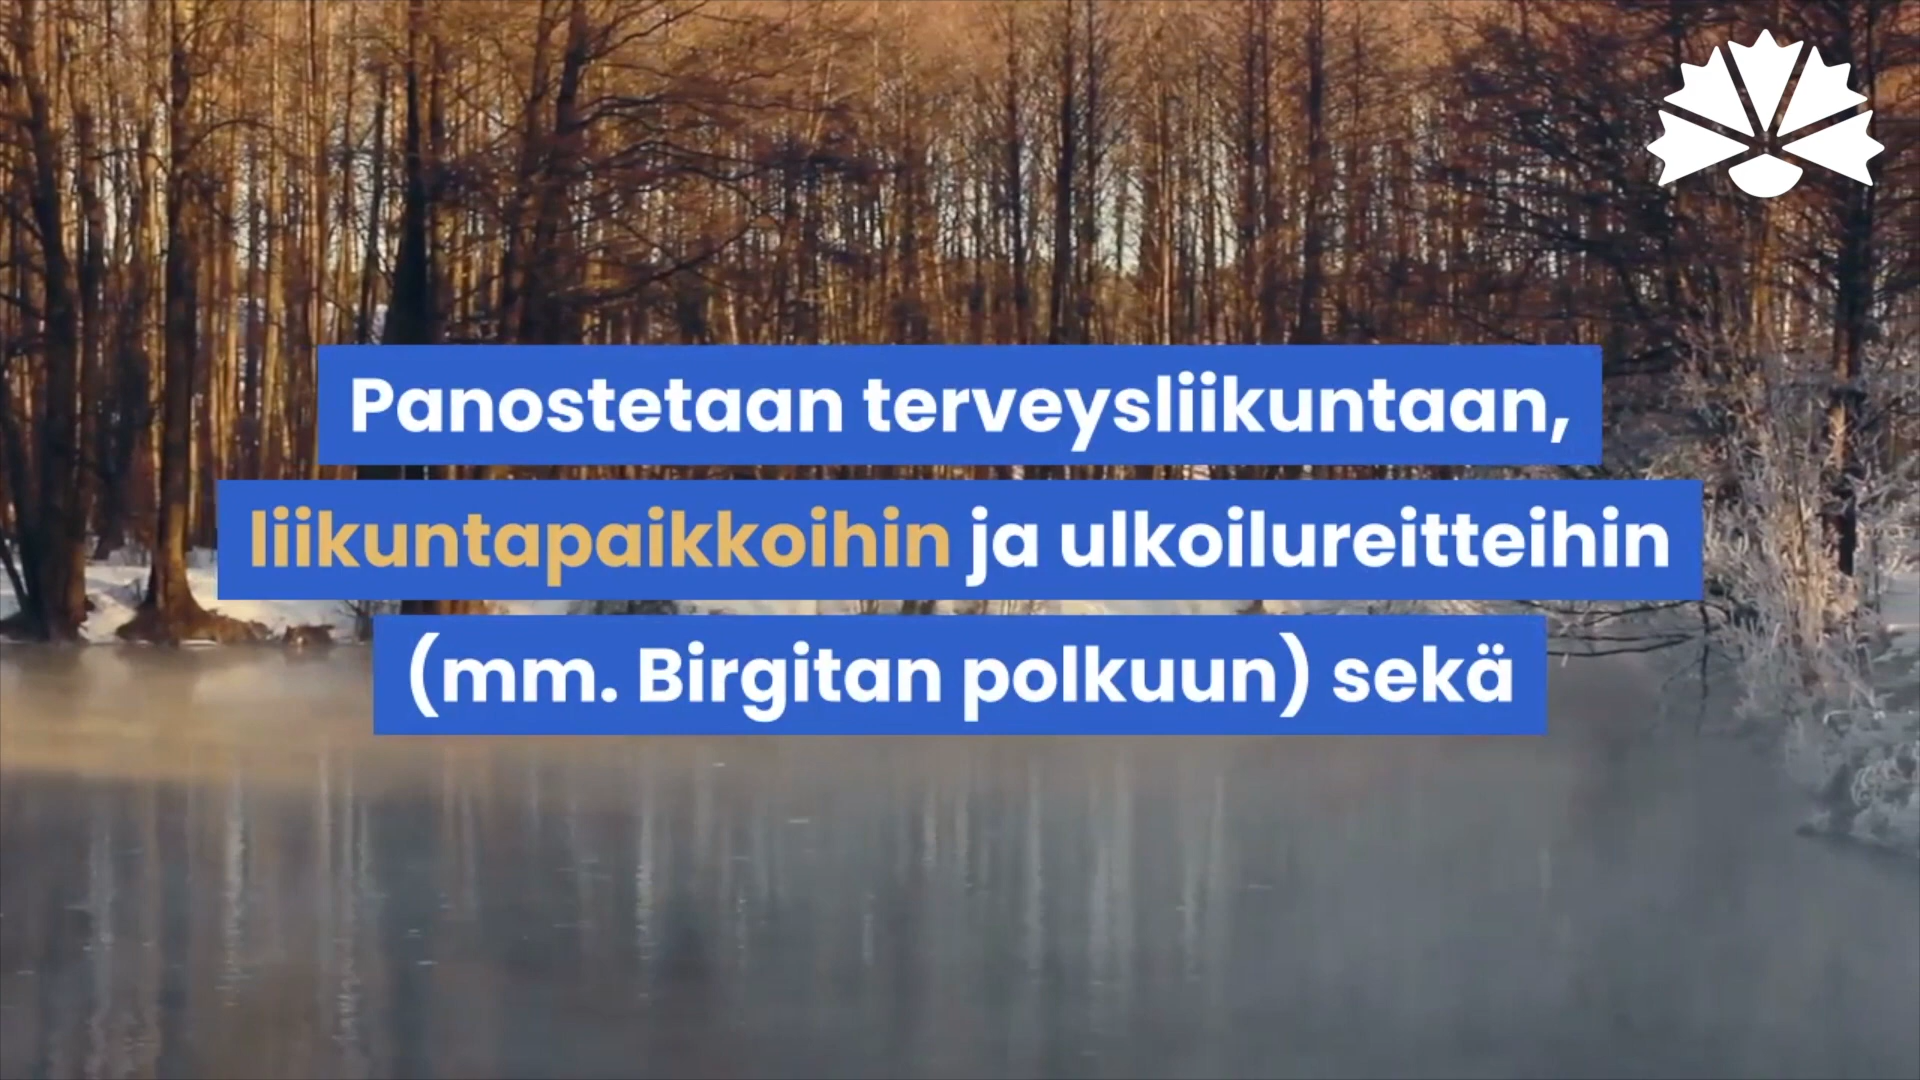 Panostetaan terveysliikuntaan,
liikuntapaikkoihin ja ulkoilureitteihin
(mm. Birgitan polkuun) sekä